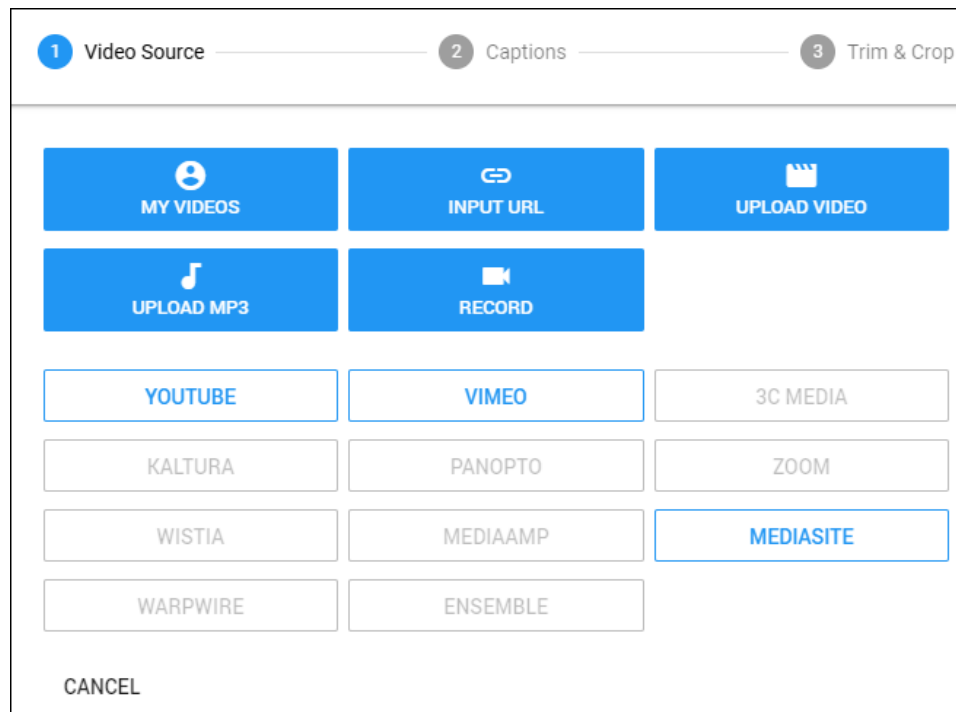 1 Video Source 2 Captions 3 Trim & Crop
MY VIDEOS INPUT URL UPLOAD VIDEO
UPLOAD MP3 RECORD
YOUTUBE VIMEO 3C MEDIA
KALTURA PANOPTO ZOOM
WISTIA MEDIAAMP MEDIASITE
WARPWIRE ENSEMBLE
CANCEL